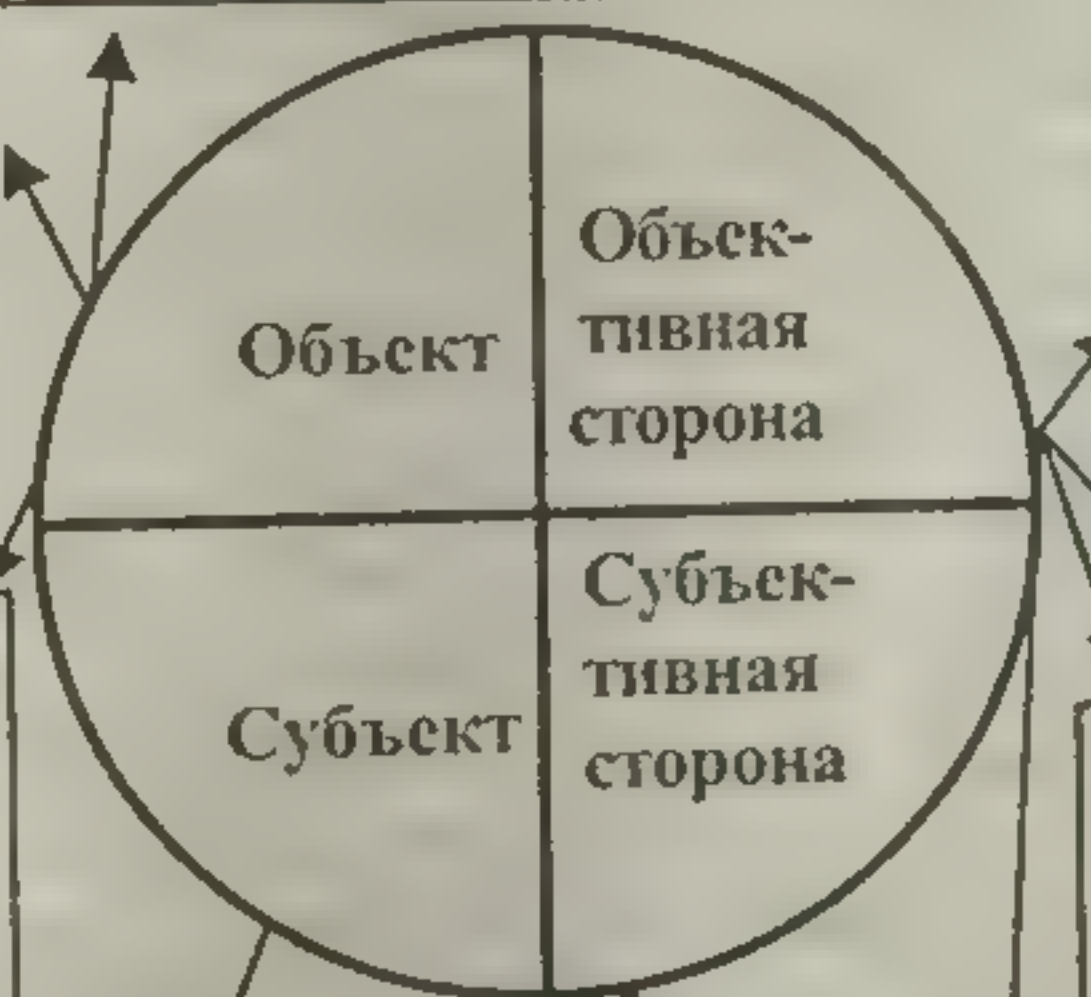 Объект
Объек-
тивная
сторона
Субъект
Субъек-
тивная
сторона